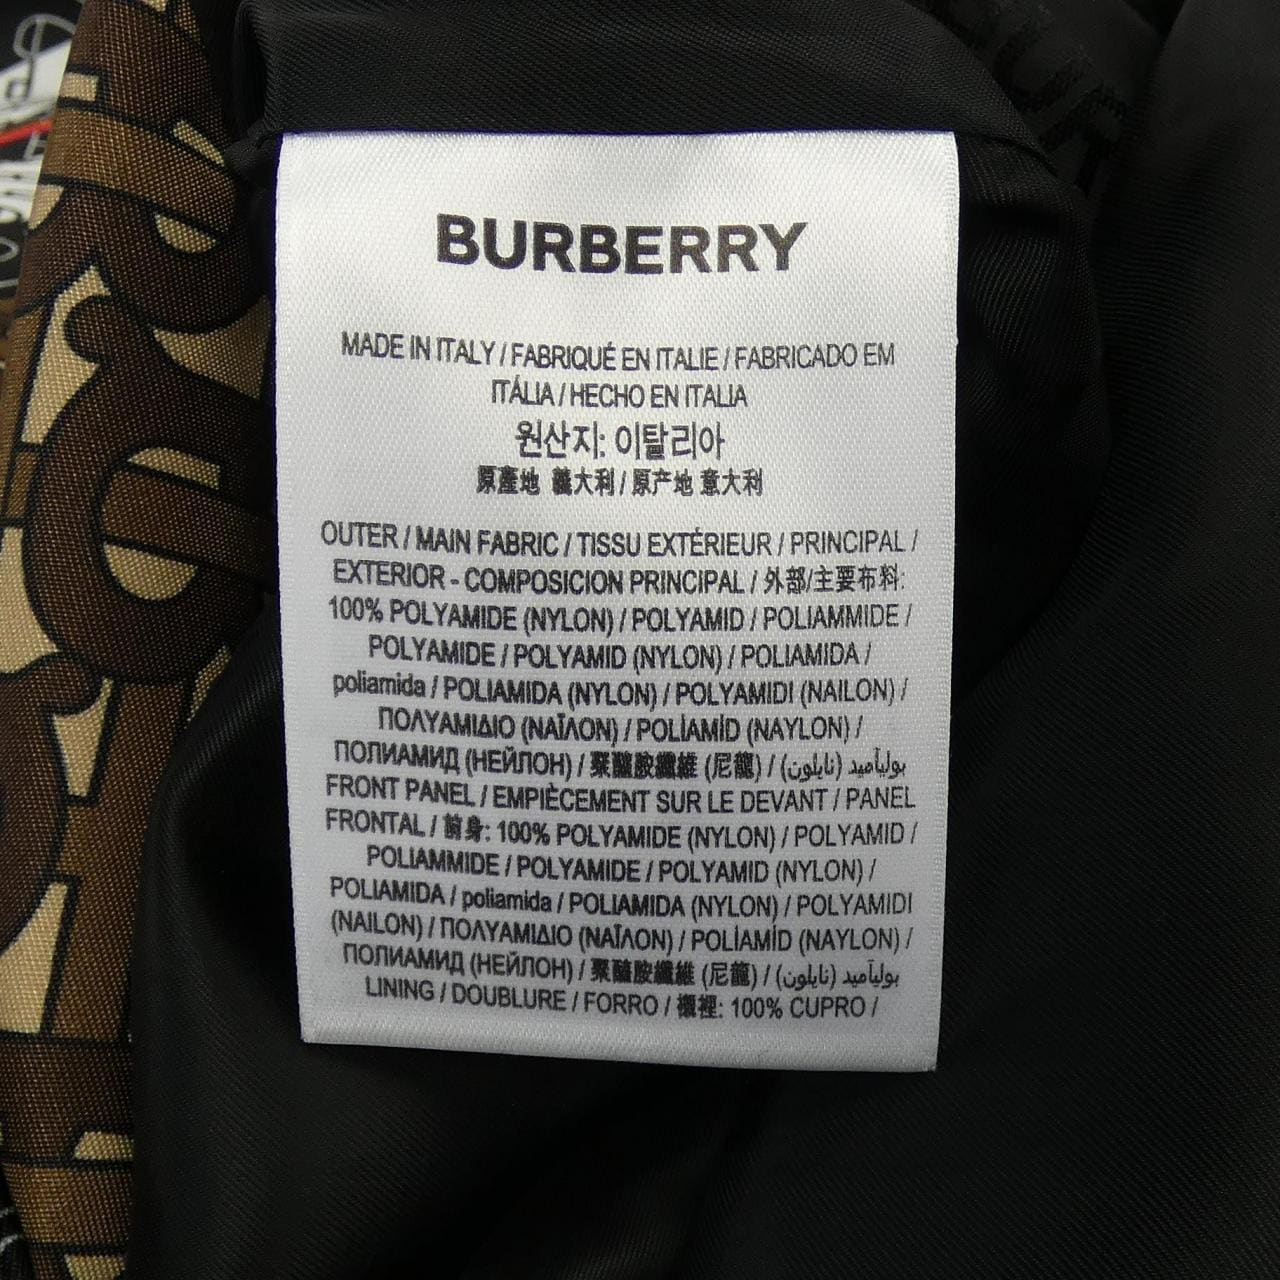 BURBERRY
MADE IN ITALY / FABRIQUÉ EN ITALIE / FABRICADO EM
ITÁLIA / HECHO EN ITALIA
원산지: 이탈리아
原產地 義大利 / 原产地 意大利
OUTER / MAIN FABRIC / TISSU EXTÉRIEUR / PRINCIPAL /
EXTERIOR - COMPOSICION PRINCIPAL / 外部/主要布料:
100% POLYAMIDE (NYLON) / POLYAMID / POLIAMMIDE /
POLYAMIDE / POLYAMID (NYLON) / POLIAMIDA /
poliamida / POLIAMIDA (NYLON) / POLYAMIDI (NAILON) /
ΠΟΛΥΑΜΙΔΙΟ (ΝΑΪΛΟΝ) / POLİAMİD (NAYLON) /
ПОЛИАМИД (НЕЙЛОН) / 聚醯胺纖維 (尼龍) / بوليآميد (نايلون)
FRONT PANEL / EMPIÈCEMENT SUR LE DEVANT / PANEL
FRONTAL / 前身: 100% POLYAMIDE (NYLON) / POLYAMID /
POLIAMMIDE / POLYAMIDE / POLYAMID (NYLON) /
POLIAMIDA / poliamida / POLIAMIDA (NYLON) / POLYAMIDI
(NAILON) / ΠΟΛΥΑΜΙΔΙΟ (ΝΑΪΛΟΝ) / POLİAMİD (NAYLON) /
ПОЛИАМИД (НЕЙЛОН) / 聚醯胺纖維 (尼龍) / بوليآميد (نايلون)
LINING / DOUBLURE / FORRO / 襯裡: 100% CUPRO /